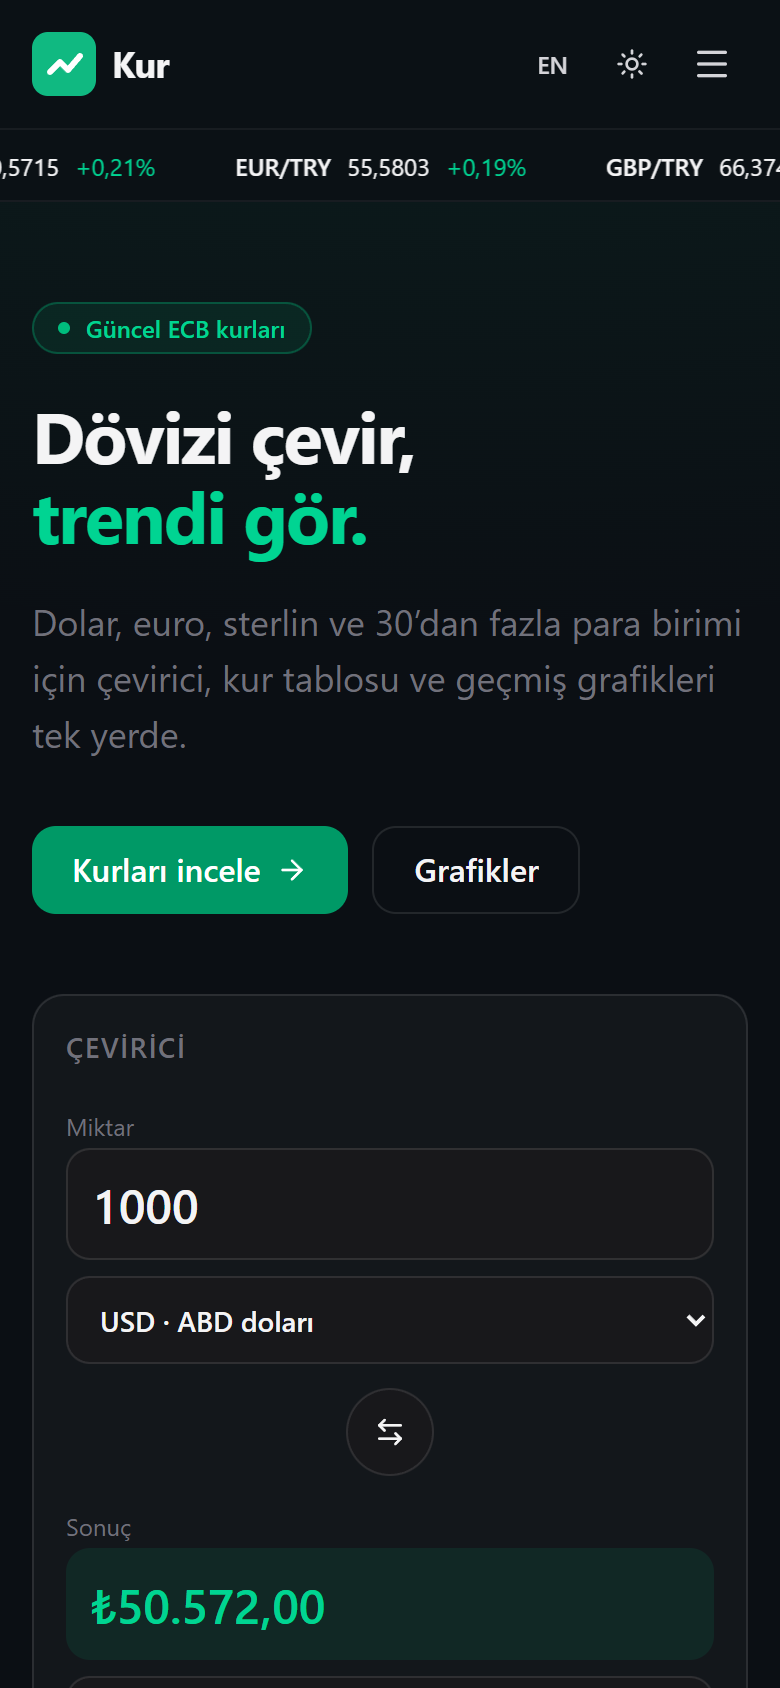 Kur
EN
,5715 +0,21% EUR/TRY 55,5803 +0,19% GBP/TRY 66,374
Güncel ECB kurları
Dövizi çevir,
trendi gör.
Dolar, euro, sterlin ve 30’dan fazla para birimi
için çevirici, kur tablosu ve geçmiş grafikleri
tek yerde.
Kurları incele →
Grafikler
ÇEVİRİCİ
Miktar
1000
USD · ABD doları
Sonuç
₺50.572,00